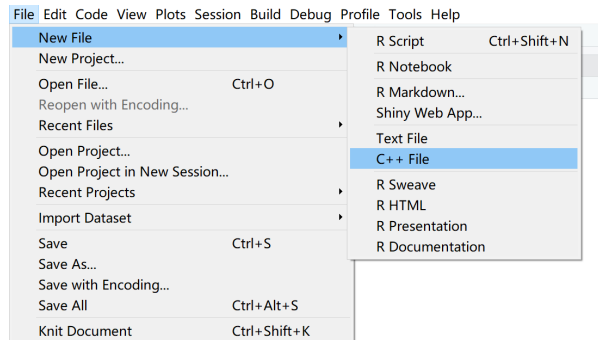 File Edit Code View Plots Session Build Debug Profile Tools Help
New File
New Project...
Open File... Ctrl+O
Reopen with Encoding...
Recent Files
Open Project...
Open Project in New Session...
Recent Projects
Import Dataset
Save Ctrl+S
Save As...
Save with Encoding...
Save All Ctrl+Alt+S
Knit Document Ctrl+Shift+K
R Script Ctrl+Shift+N
R Notebook
R Markdown...
Shiny Web App...
Text File
C++ File
R Sweave
R HTML
R Presentation
R Documentation